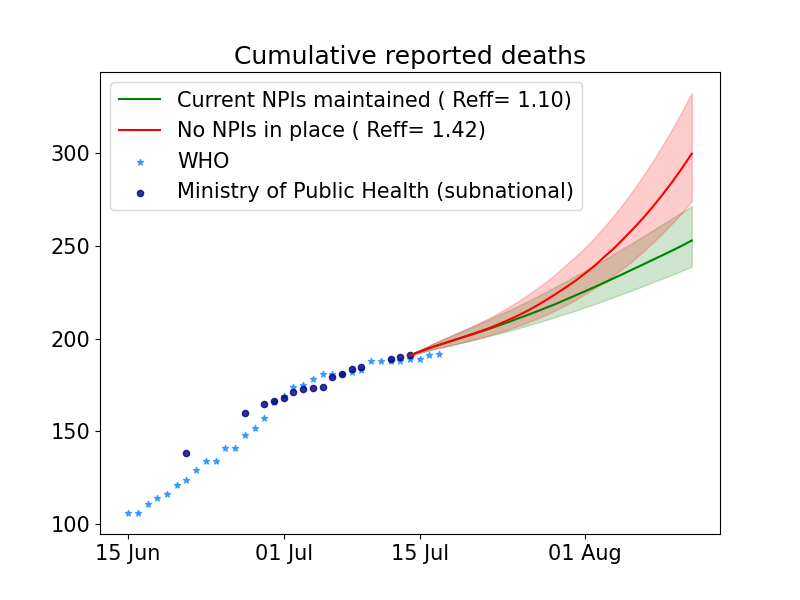 Cumulative reported deaths
Current NPIs maintained ( Reff= 1.10)
No NPIs in place ( Reff= 1.42)
WHO
Ministry of Public Health (subnational)
300
250
200
150
100
15 Jun
01 Jul
15 Jul
01 Aug